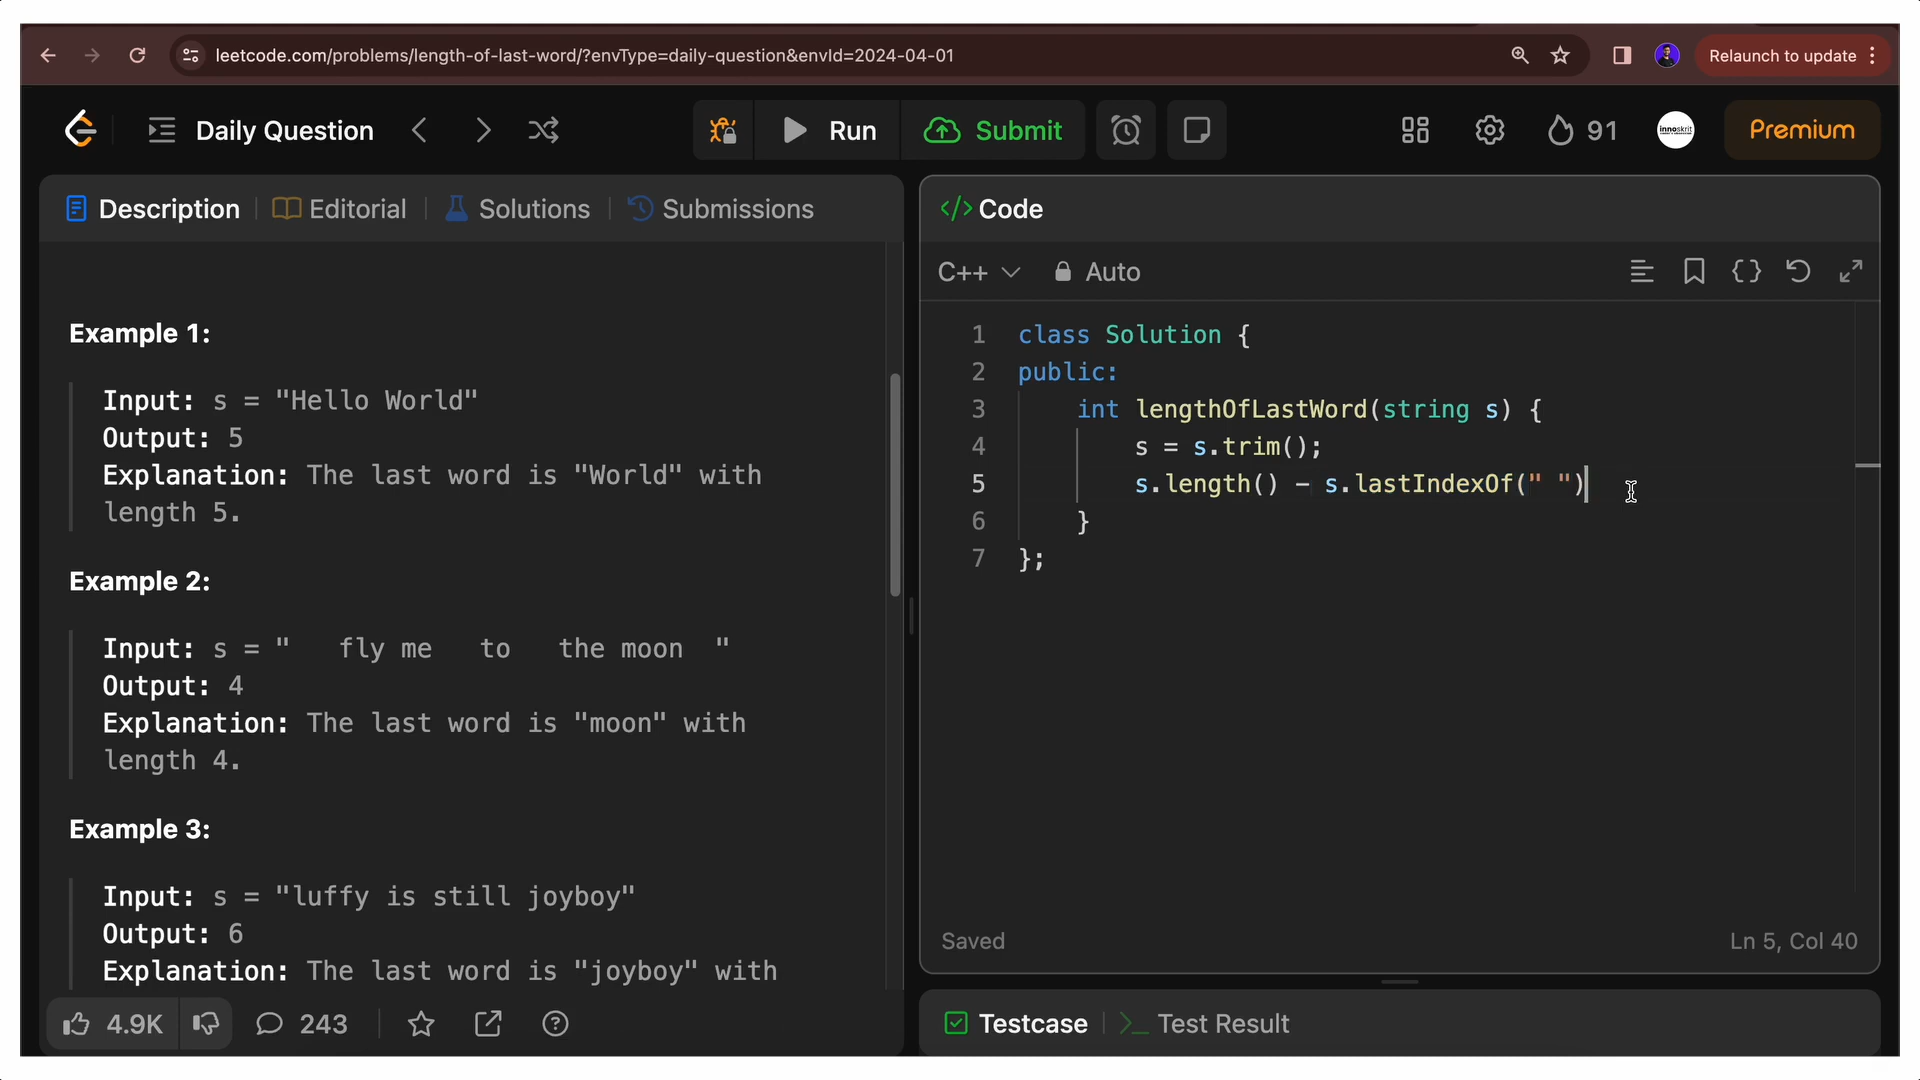 leetcode.com/problems/length-of-last-word/?envType=daily-question&envId=2024-04-01
Relaunch to update
Daily Question
Run
Submit
91
innoskrit
Premium
Description
Editorial
Solutions
Submissions
Example 1:
Input: s = "Hello World"
Output: 5
Explanation: The last word is "World" with
length 5.
Example 2:
Input: s = "   fly me   to   the moon  "
Output: 4
Explanation: The last word is "moon" with
length 4.
Example 3:
Input: s = "luffy is still joyboy"
Output: 6
Explanation: The last word is "joyboy" with
4.9K
243
</> Code
C++
Auto
1 class Solution {
2 public:
3     int lengthOfLastWord(string s) {
4         s = s.trim();
5         s.length() - s.lastIndexOf(" ")
6     }
7 };
Saved
Ln 5, Col 40
Testcase
Test Result